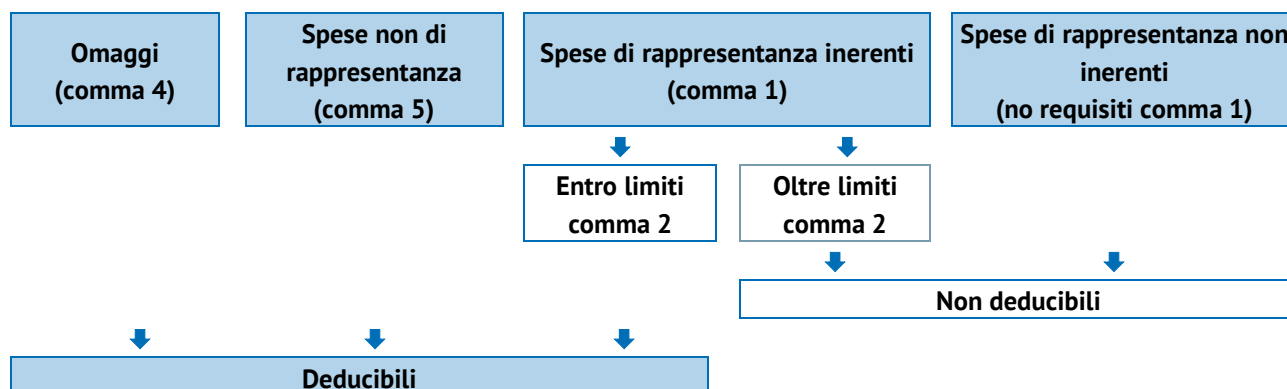 Omaggi
(comma 4)
Spese non di
rappresentanza
(comma 5)
Spese di rappresentanza inerenti
(comma 1)
Spese di rappresentanza non
inerenti
(no requisiti comma 1)
Entro limiti
comma 2
Oltre limiti
comma 2
Non deducibili
Deducibili